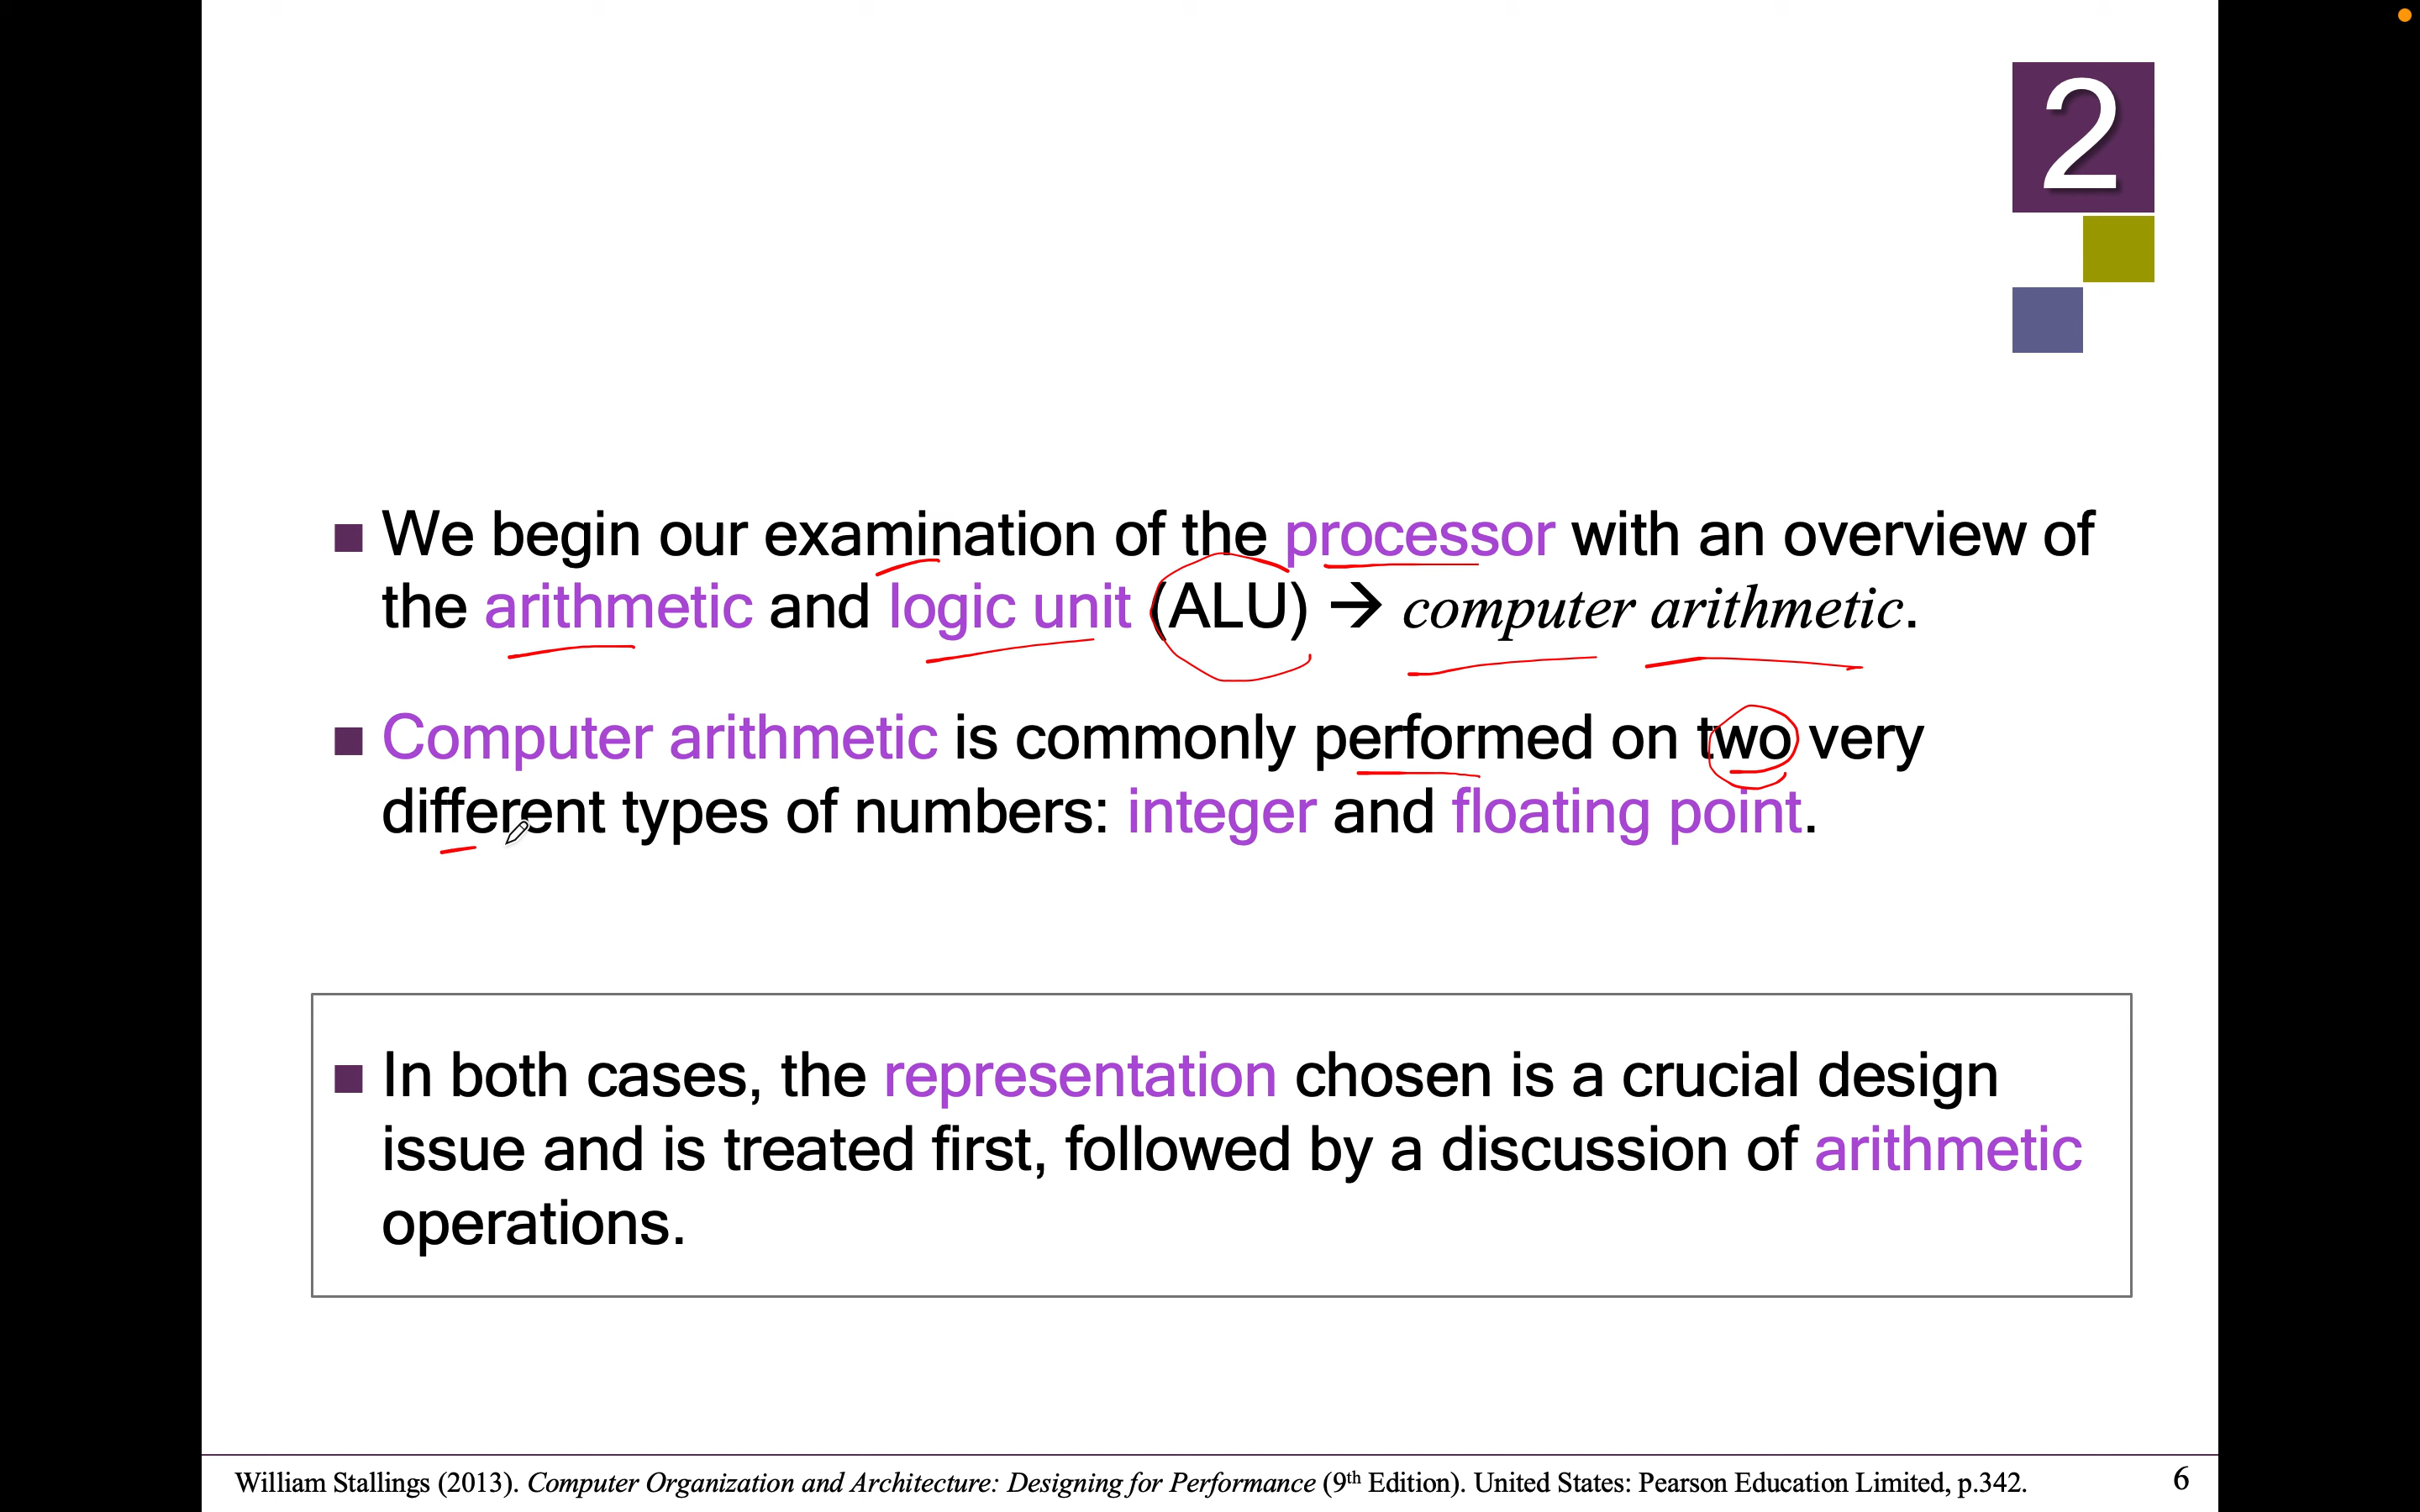 2
■ We begin our examination of the processor with an overview of
the arithmetic and logic unit (ALU) → computer arithmetic.
■ Computer arithmetic is commonly performed on two very
different types of numbers: integer and floating point.
■ In both cases, the representation chosen is a crucial design
issue and is treated first, followed by a discussion of arithmetic
operations.
William Stallings (2013). Computer Organization and Architecture: Designing for Performance (9th Edition). United States: Pearson Education Limited, p.342.
6